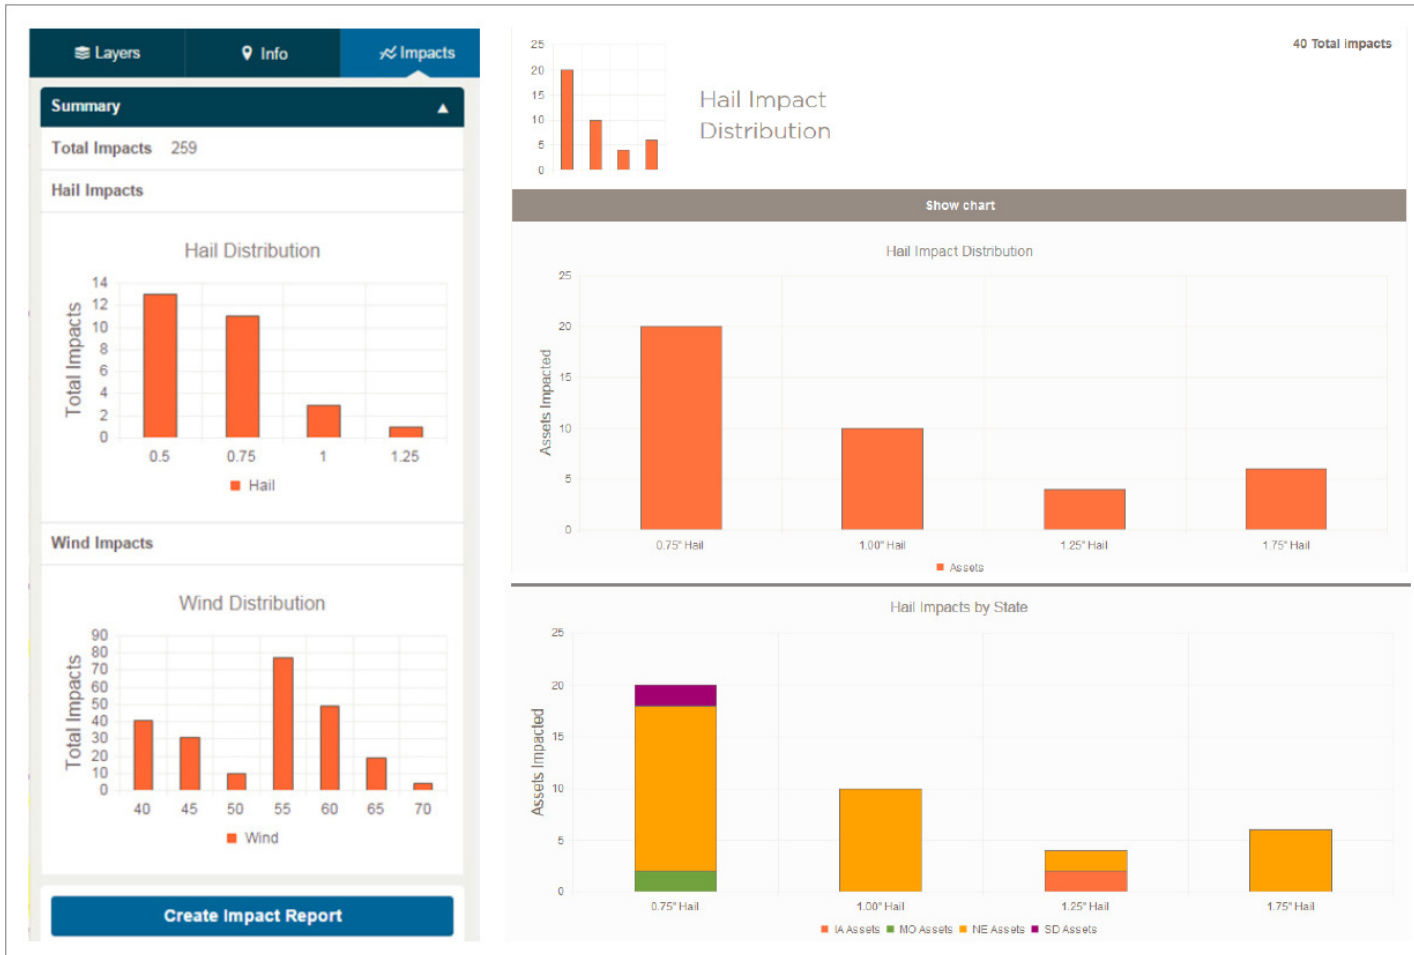 Layers
Info
Impacts
Summary
Total Impacts 259
Hail Impacts
Hail Distribution
Total Impacts
14
12
10
8
6
4
2
0
0.5 0.75 1 1.25
Hail
Wind Impacts
Wind Distribution
Total Impacts
90
80
70
60
50
40
30
20
10
0
40 45 50 55 60 65 70
Wind
Create Impact Report
25
20
15
10
5
0
Hail Impact
Distribution
40 Total impacts
Show chart
Hail Impact Distribution
Assets Impacted
25
20
15
10
5
0
0.75" Hail 1.00" Hail 1.25" Hail 1.75" Hail
Assets
Hail Impacts by State
Assets Impacted
25
20
15
10
5
0
0.75" Hail 1.00" Hail 1.25" Hail 1.75" Hail
IA Assets MO Assets NE Assets SD Assets